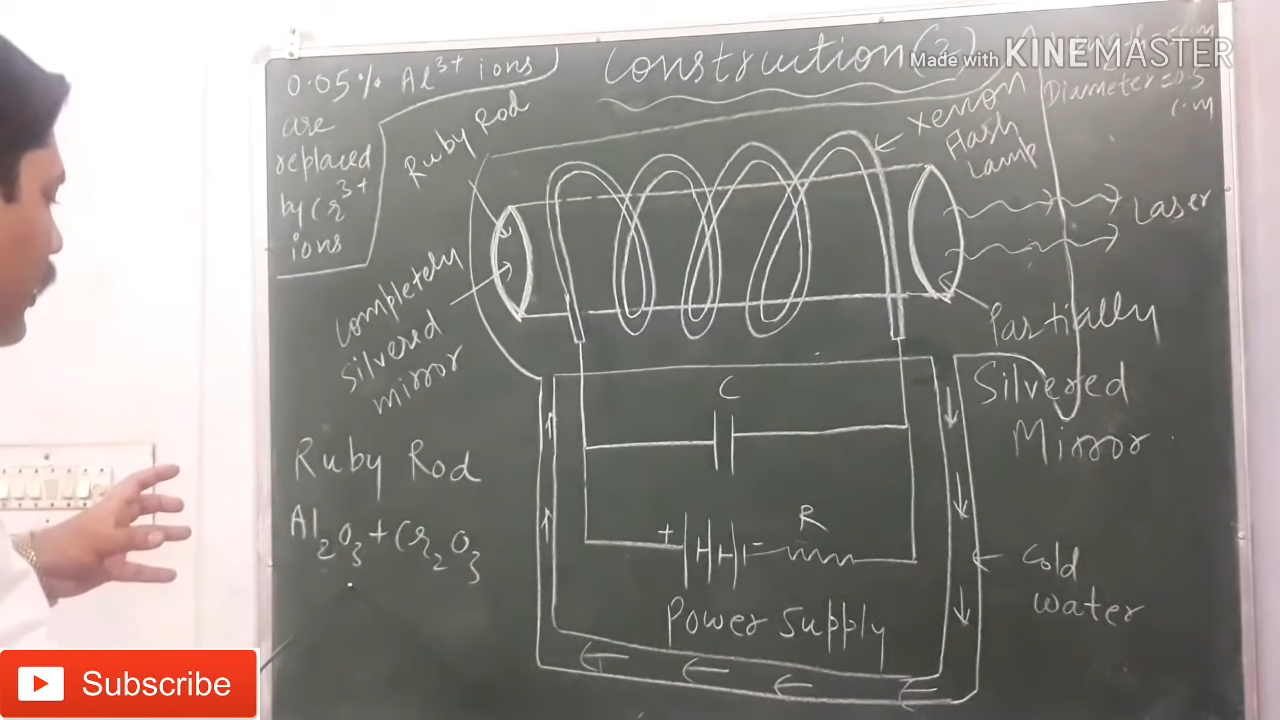 0.05% Al³⁺ ions
are
replaced
by Cr³⁺
ions
Construction (2)
Made with KINEMASTER
Diameter = 0.5
cm
Ruby Rod
Xenon
Flash
Lamp
Laser
completely
silvered
mirror
Partially
Silvered
Mirror
C
Ruby Rod
Al₂O₃ + Cr₂O₃
+
-
R
Power Supply
Cold
water
Subscribe